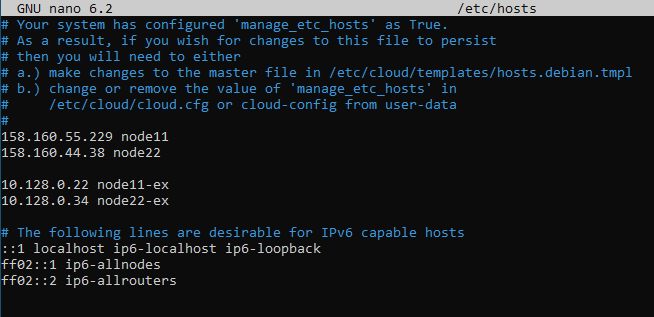 GNU nano 6.2 /etc/hosts
# Your system has configured 'manage_etc_hosts' as True.
# As a result, if you wish for changes to this file to persist
# then you will need to either
# a.) make changes to the master file in /etc/cloud/templates/hosts.debian.tmpl
# b.) change or remove the value of 'manage_etc_hosts' in
#     /etc/cloud/cloud.cfg or cloud-config from user-data
#
158.160.55.229 node11
158.160.44.38 node22
10.128.0.22 node11-ex
10.128.0.34 node22-ex
# The following lines are desirable for IPv6 capable hosts
::1 localhost ip6-localhost ip6-loopback
ff02::1 ip6-allnodes
ff02::2 ip6-allrouters